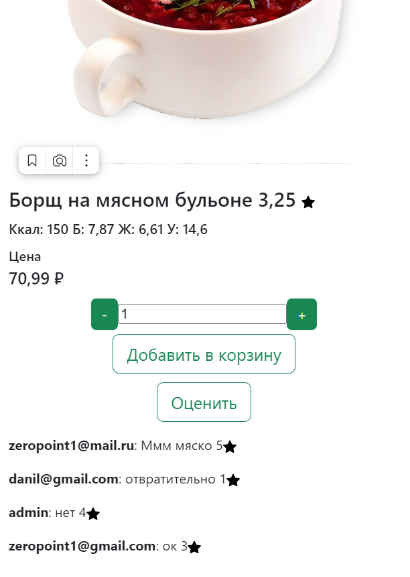 Борщ на мясном бульоне 3,25 ★
Ккал: 150 Б: 7,87 Ж: 6,61 У: 14,6
Цена
70,99 ₽
- 1 +
Добавить в корзину
Оценить
zeropoint1@mail.ru: Ммм мяско 5★
danil@gmail.com: отвратительно 1★
admin: нет 4★
zeropoint1@gmail.com: ок 3★